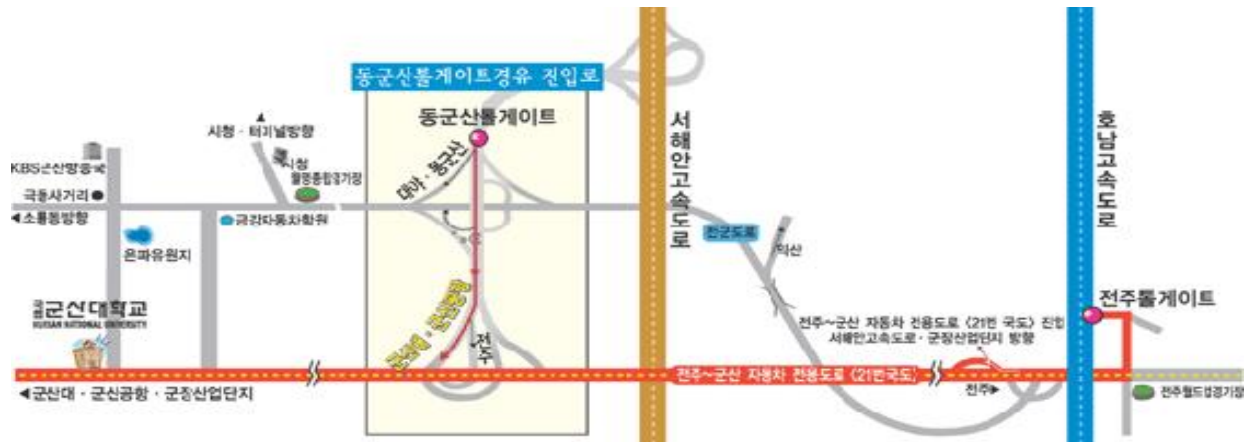 동군산톨게이트경유 진입로
동군산톨게이트
대야·동군산
전주
시청·터미널방향
시청
월명종합경기장
KBS군산방송국
극동사거리
◀소룡동방향
금강자동차학원
은파유원지
국립군산대학교
KUNSAN NATIONAL UNIVERSITY
◀군산대·군산공항·군장산업단지
서해안고속도로
전군도로
익산
호남고속도로
전주톨게이트
전주~군산 자동차 전용도로 (21번 국도) 진입
서해안고속도로·군장산업단지 방향
전주~군산 자동차 전용도로 (21번국도)
전주▶
전주월드컵경기장